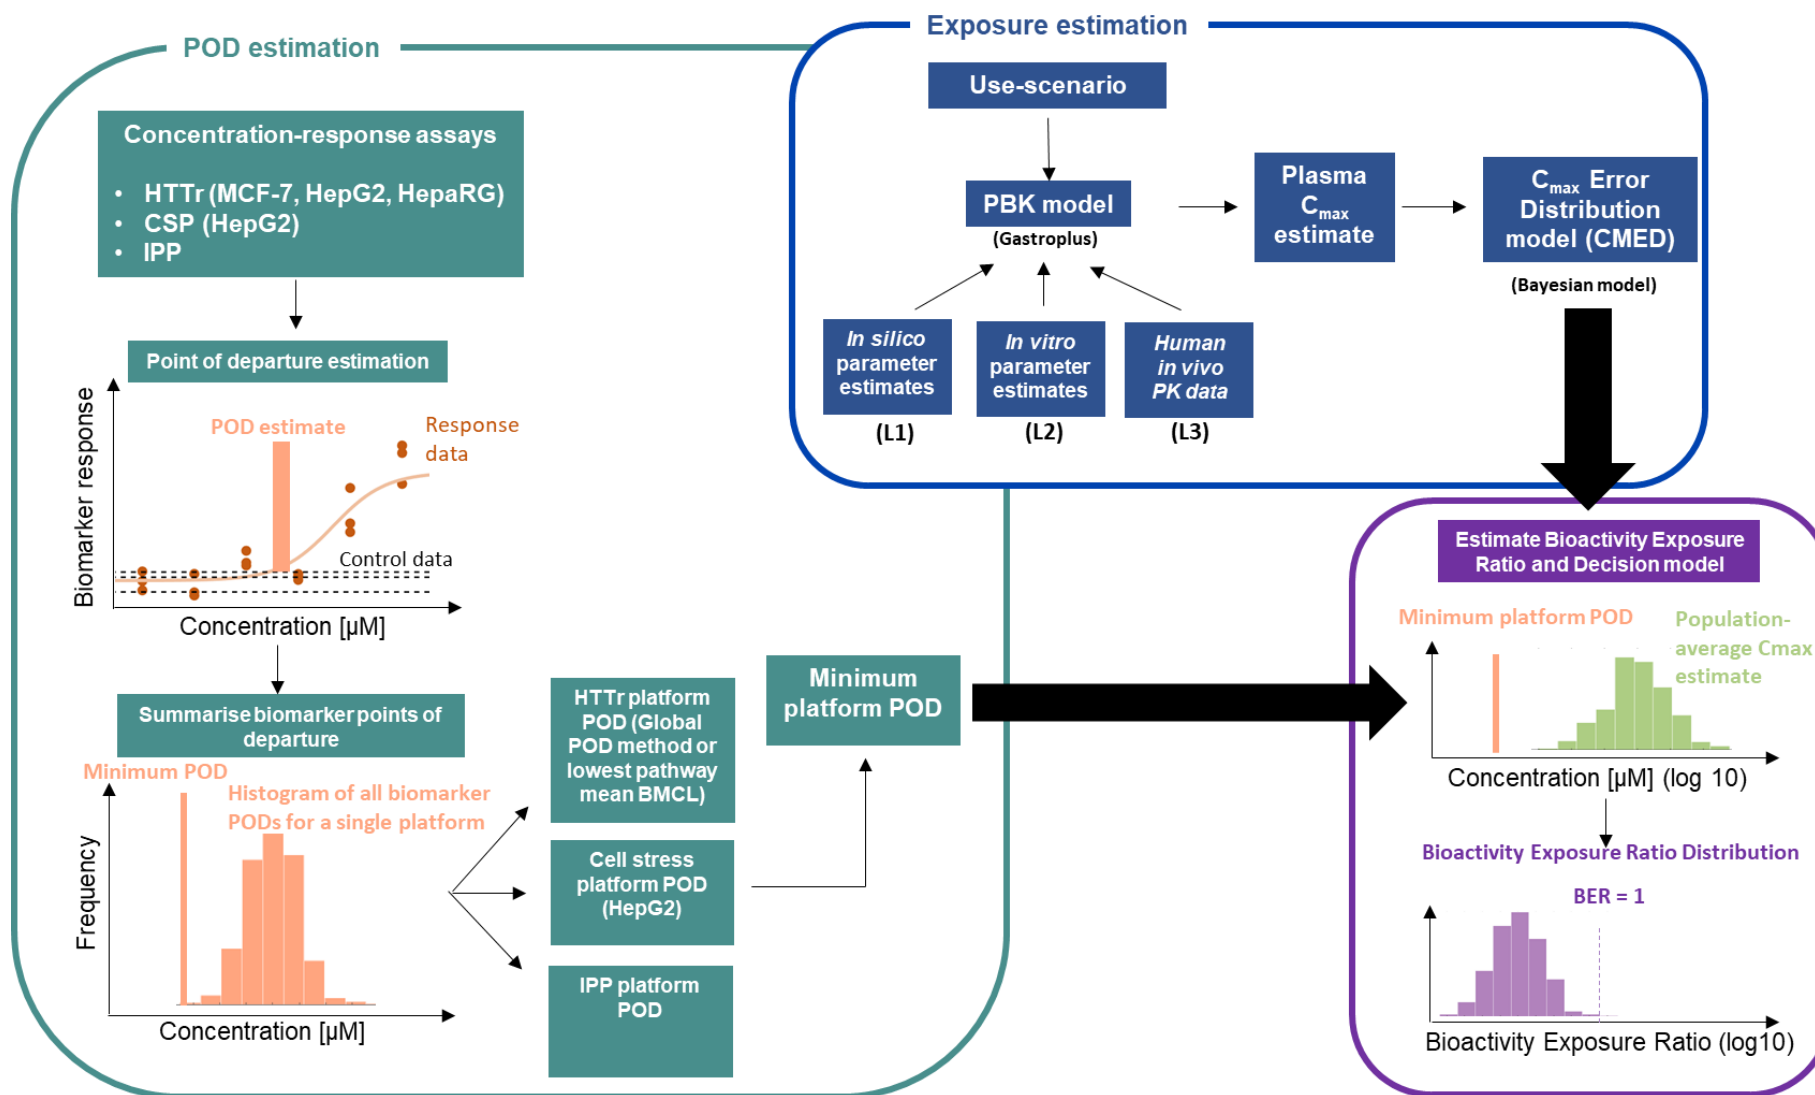 POD estimation
Concentration-response assays
• HTTr (MCF-7, HepG2, HepaRG)
• CSP (HepG2)
• IPP
Point of departure estimation
POD estimate
Response
data
Control data
Biomarker response
Concentration [µM]
Summarise biomarker points of
departure
Minimum POD
Histogram of all biomarker
PODs for a single platform
Frequency
Concentration [µM]
HTTr platform
POD (Global
POD method or
lowest pathway
mean BMCL)
Cell stress
platform POD
(HepG2)
IPP platform
POD
Minimum
platform POD
Exposure estimation
Use-scenario
PBK model
(Gastroplus)
In silico
parameter
estimates
(L1)
In vitro
parameter
estimates
(L2)
Human
in vivo
PK data
(L3)
Plasma
Cmax
estimate
Cmax Error
Distribution
model (CMED)
(Bayesian model)
Estimate Bioactivity Exposure
Ratio and Decision model
Minimum platform POD
Population-
average Cmax
estimate
Concentration [µM] (log 10)
Bioactivity Exposure Ratio Distribution
BER = 1
Bioactivity Exposure Ratio (log10)